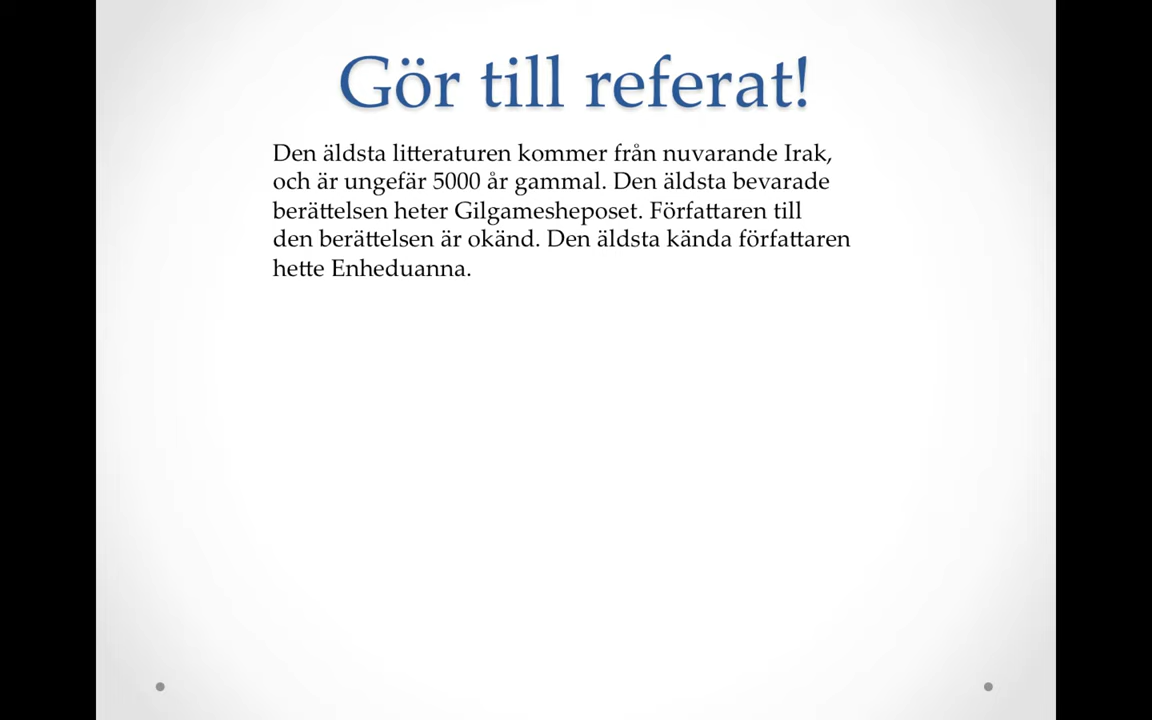 Gör till referat!
Den äldsta litteraturen kommer från nuvarande Irak,
och är ungefär 5000 år gammal. Den äldsta bevarade
berättelsen heter Gilgamesheposet. Författaren till
den berättelsen är okänd. Den äldsta kända författaren
hette Enheduanna.